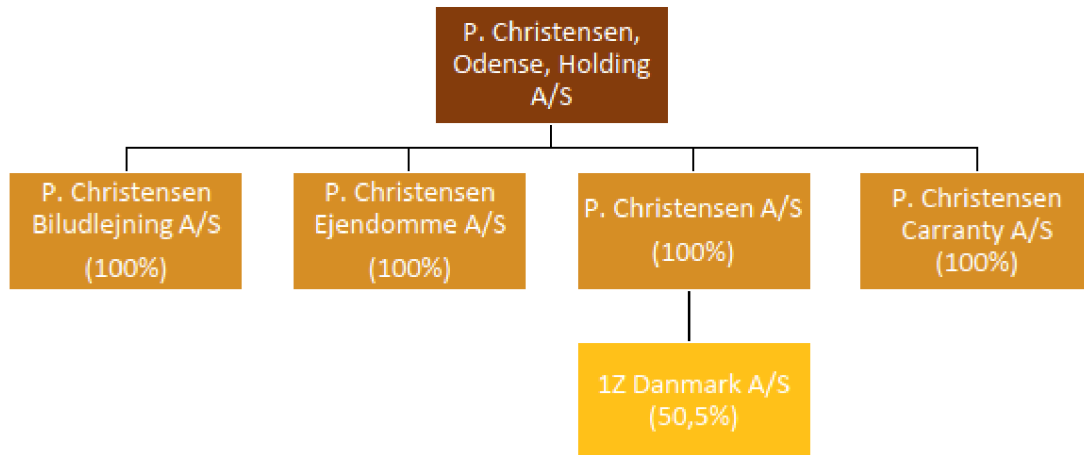 P. Christensen,
Odense, Holding
A/S
P. Christensen
Biludlejning A/S
(100%)
P. Christensen
Ejendomme A/S
(100%)
P. Christensen A/S
(100%)
P. Christensen
Carranty A/S
(100%)
1Z Danmark A/S
(50,5%)